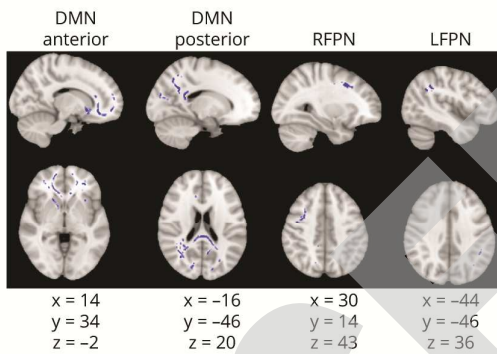 DMN anterior
DMN posterior
RFPN
LFPN
x = 14
y = 34
z = –2
x = –16
y = –46
z = 20
x = 30
y = 14
z = 43
x = –44
y = –46
z = 36